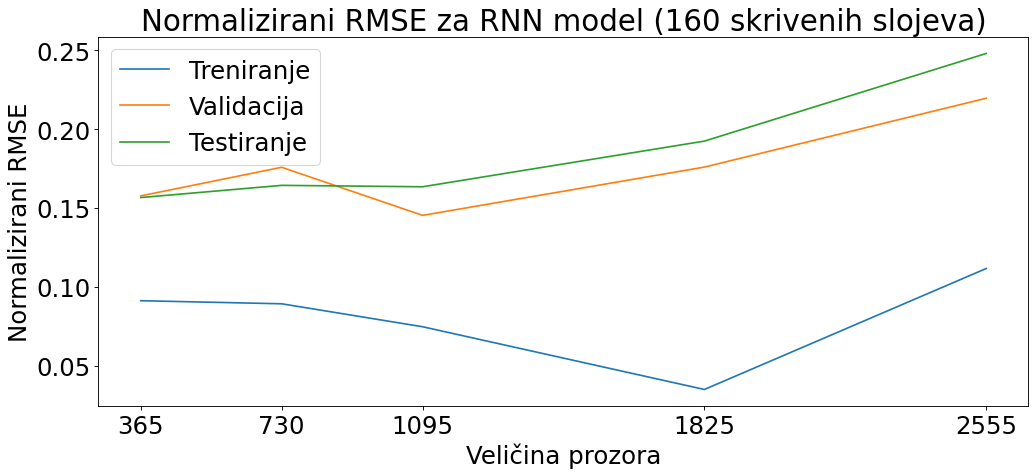 Normalizirani RMSE za RNN model (160 skrivenih slojeva)
Normalizirani RMSE
0.25
0.20
0.15
0.10
0.05
Treniranje
Validacija
Testiranje
365 730 1095 1825 2555
Veličina prozora